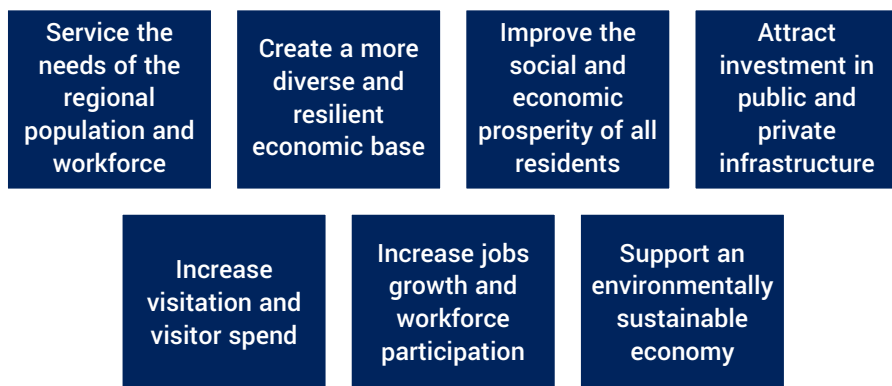 Service the
needs of the
regional
population and
workforce
Create a more
diverse and
resilient
economic base
Improve the
social and
economic
prosperity of all
residents
Attract
investment in
public and
private
infrastructure
Increase
visitation and
visitor spend
Increase jobs
growth and
workforce
participation
Support an
environmentally
sustainable
economy